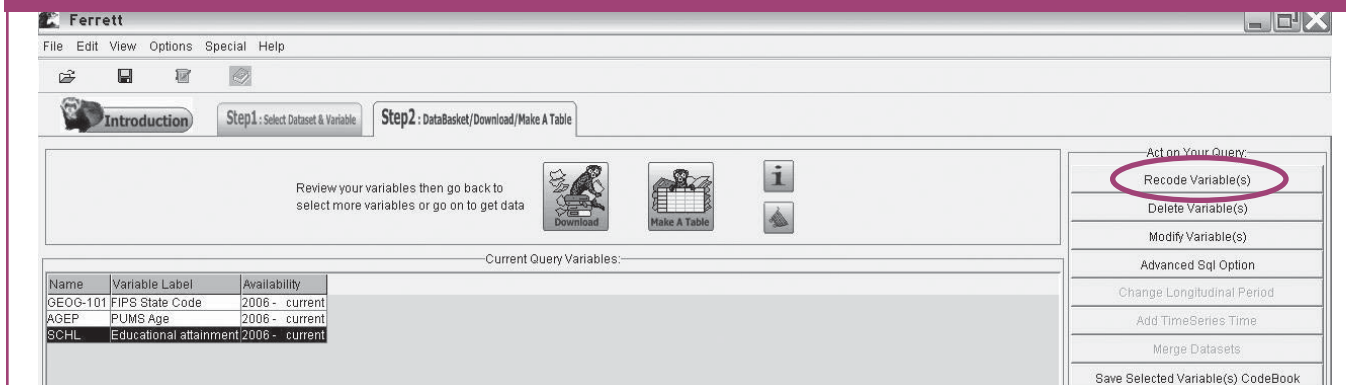 Ferrett
File Edit View Options Special Help
Introduction
Step1 : Select Dataset & Variable
Step2 : DataBasket/Download/Make A Table
Review your variables then go back to
select more variables or go on to get data
Download
Make A Table
i
Act on Your Query:
Recode Variable(s)
Delete Variable(s)
Modify Variable(s)
Advanced Sql Option
Change Longitudinal Period
Add TimeSeries Time
Merge Datasets
Save Selected Variable(s) CodeBook
Current Query Variables:
Name Variable Label Availability
GEOG-101 FIPS State Code 2006 - current
AGEP PUMS Age 2006 - current
SCHL Educational attainment 2006 - current